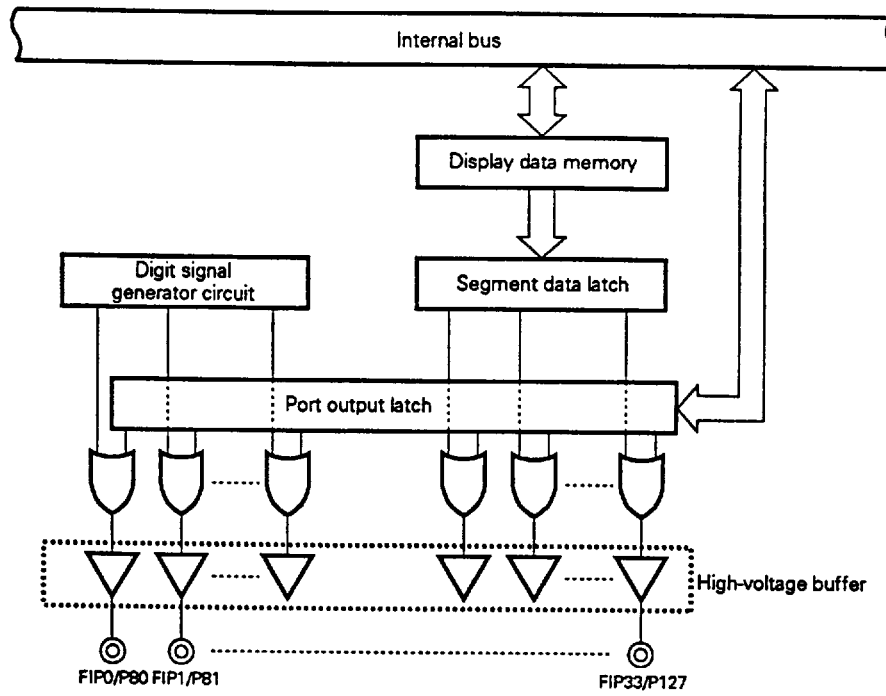 Internal bus
Display data memory
Digit signal
generator circuit
Segment data latch
Port output latch
High-voltage buffer
FIP0/P80 FIP1/P81
FIP33/P127